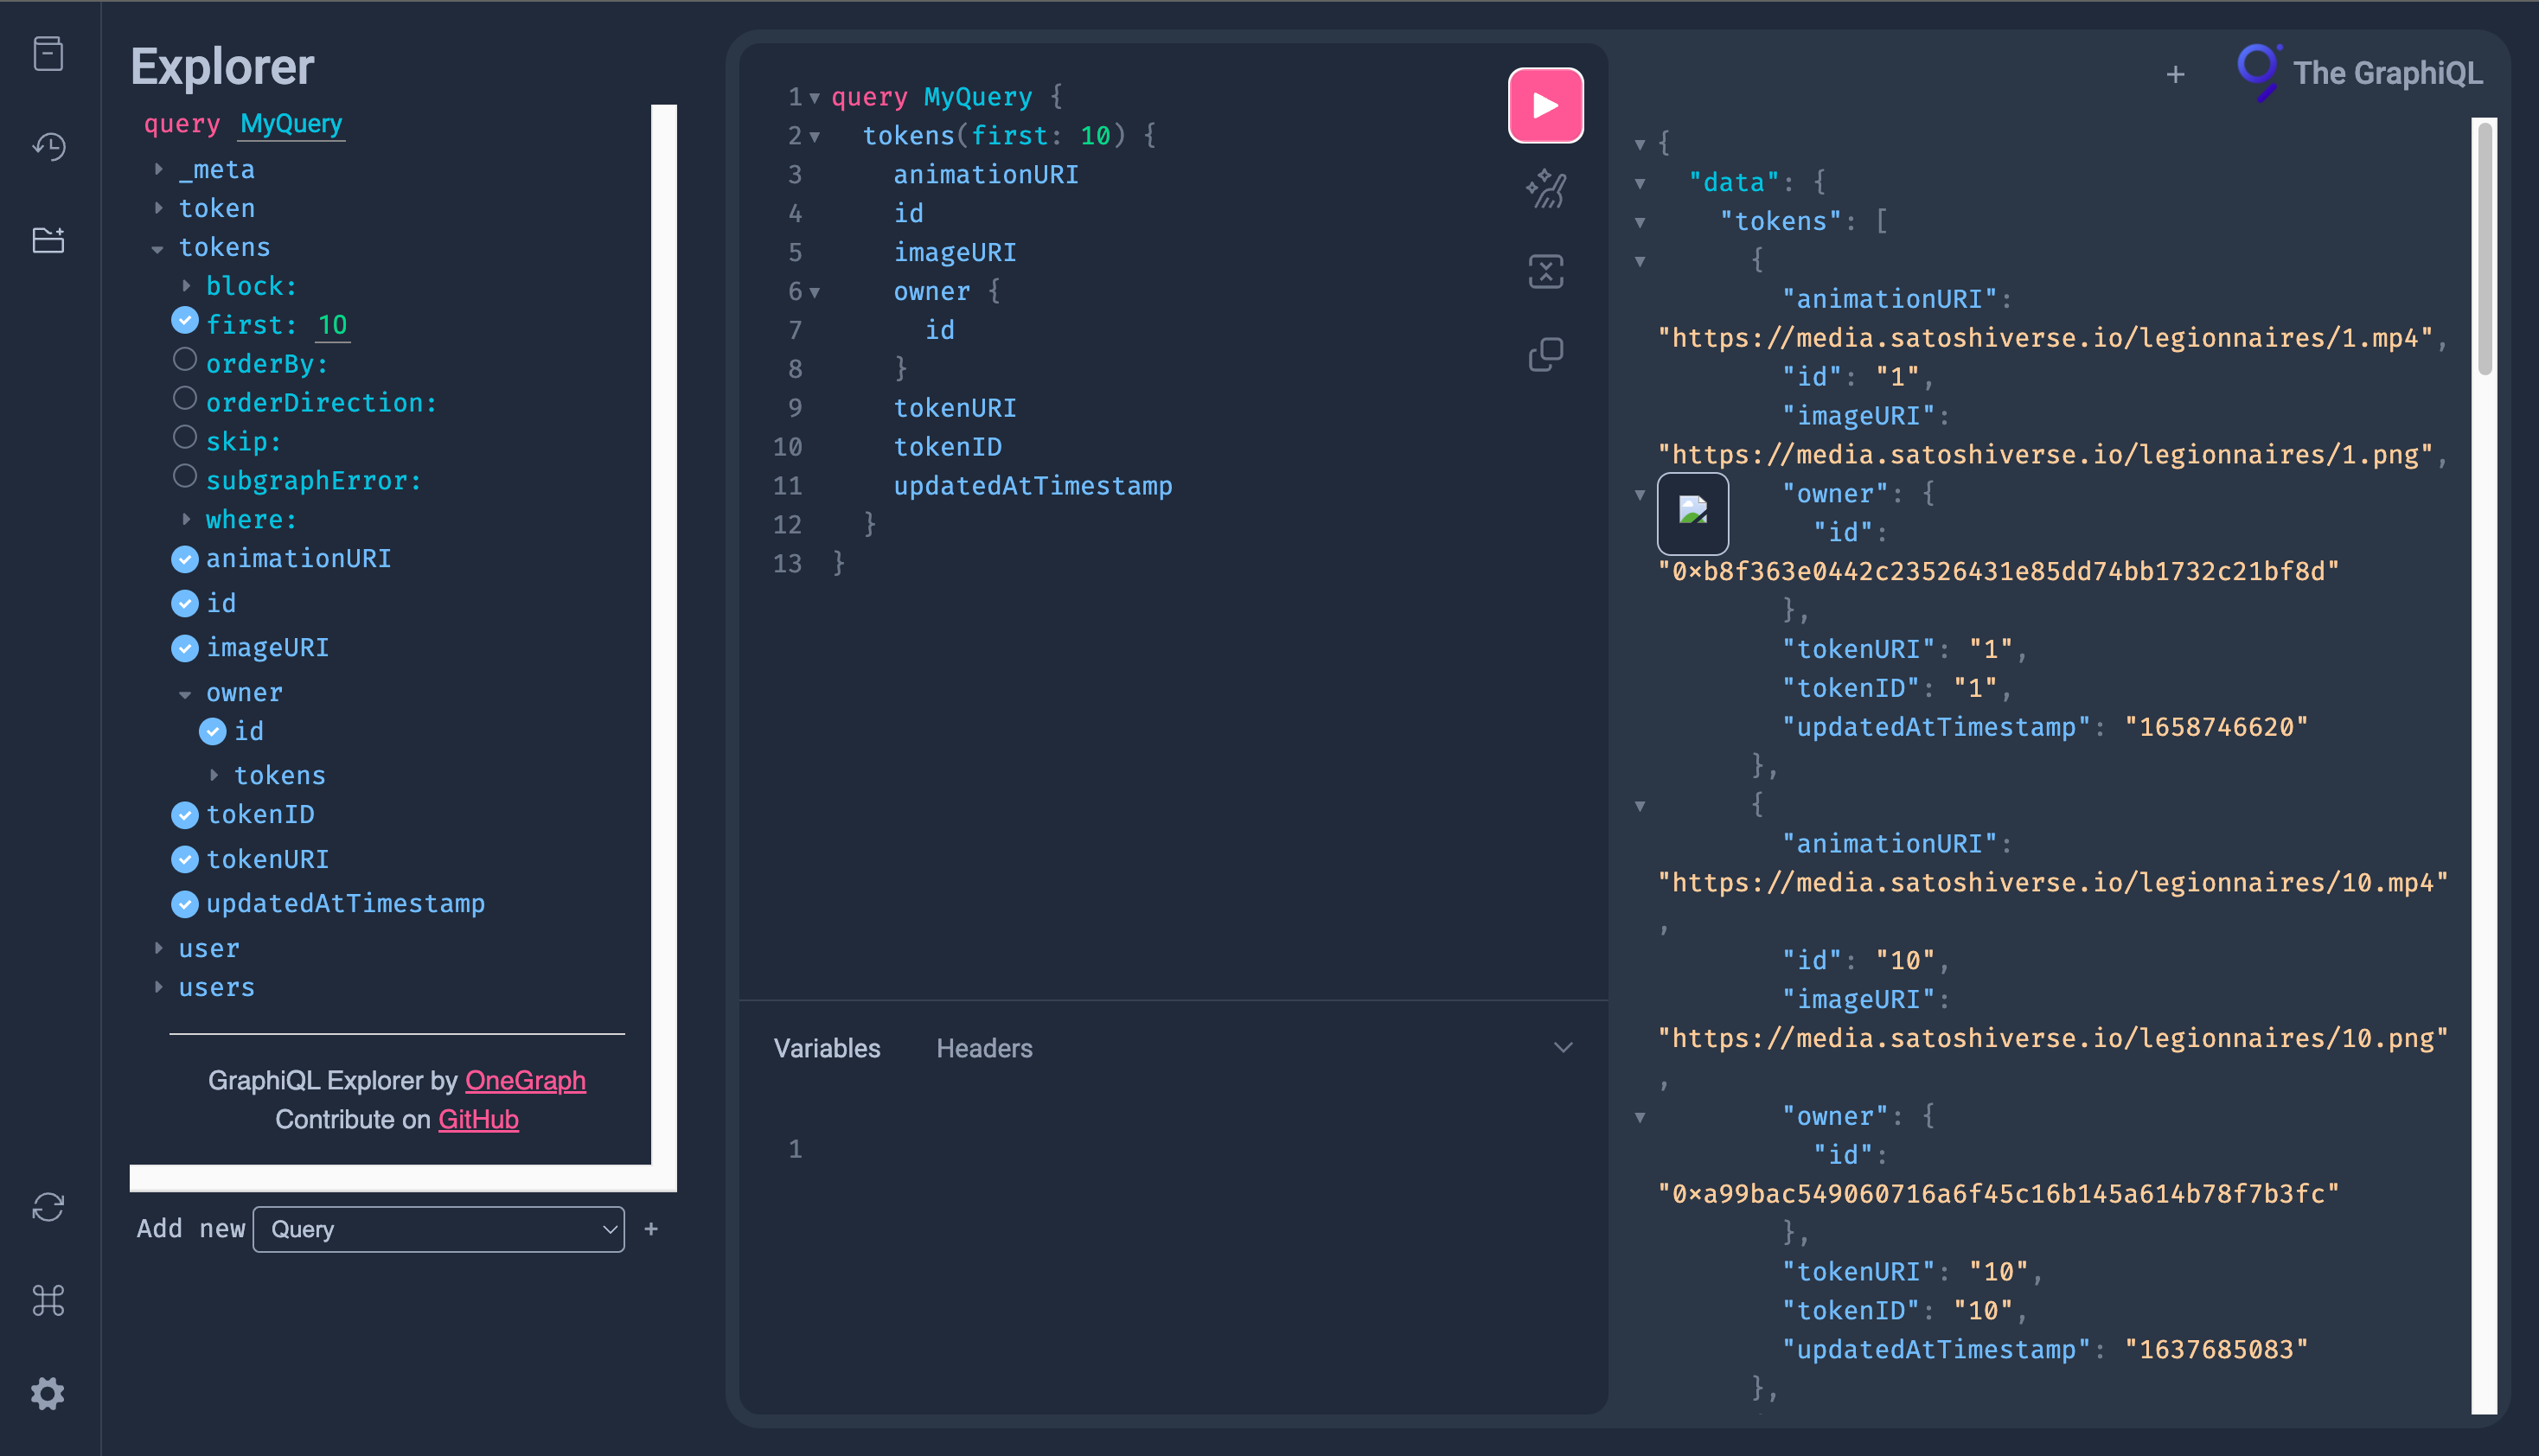 Explorer
query MyQuery
_meta
token
tokens
block:
first: 10
orderBy:
orderDirection:
skip:
subgraphError:
where:
animationURI
id
imageURI
owner
id
tokens
tokenID
tokenURI
updatedAtTimestamp
user
users
GraphiQL Explorer by OneGraph
Contribute on GitHub
Add new Query +
1 query MyQuery {
2 tokens(first: 10) {
3 animationURI
4 id
5 imageURI
6 owner {
7 id
8 }
9 tokenURI
10 tokenID
11 updatedAtTimestamp
12 }
13 }
Variables Headers
1
+ The GraphiQL
{
"data": {
"tokens": [
{
"animationURI":
"https://media.satoshiverse.io/legionnaires/1.mp4",
"id": "1",
"imageURI":
"https://media.satoshiverse.io/legionnaires/1.png",
"owner": {
"id":
"0xb8f363e0442c23526431e85dd74bb1732c21bf8d"
},
"tokenURI": "1",
"tokenID": "1",
"updatedAtTimestamp": "1658746620"
},
{
"animationURI":
"https://media.satoshiverse.io/legionnaires/10.mp4"
,
"id": "10",
"imageURI":
"https://media.satoshiverse.io/legionnaires/10.png"
,
"owner": {
"id":
"0xa99bac549060716a6f45c16b145a614b78f7b3fc"
},
"tokenURI": "10",
"tokenID": "10",
"updatedAtTimestamp": "1637685083"
},